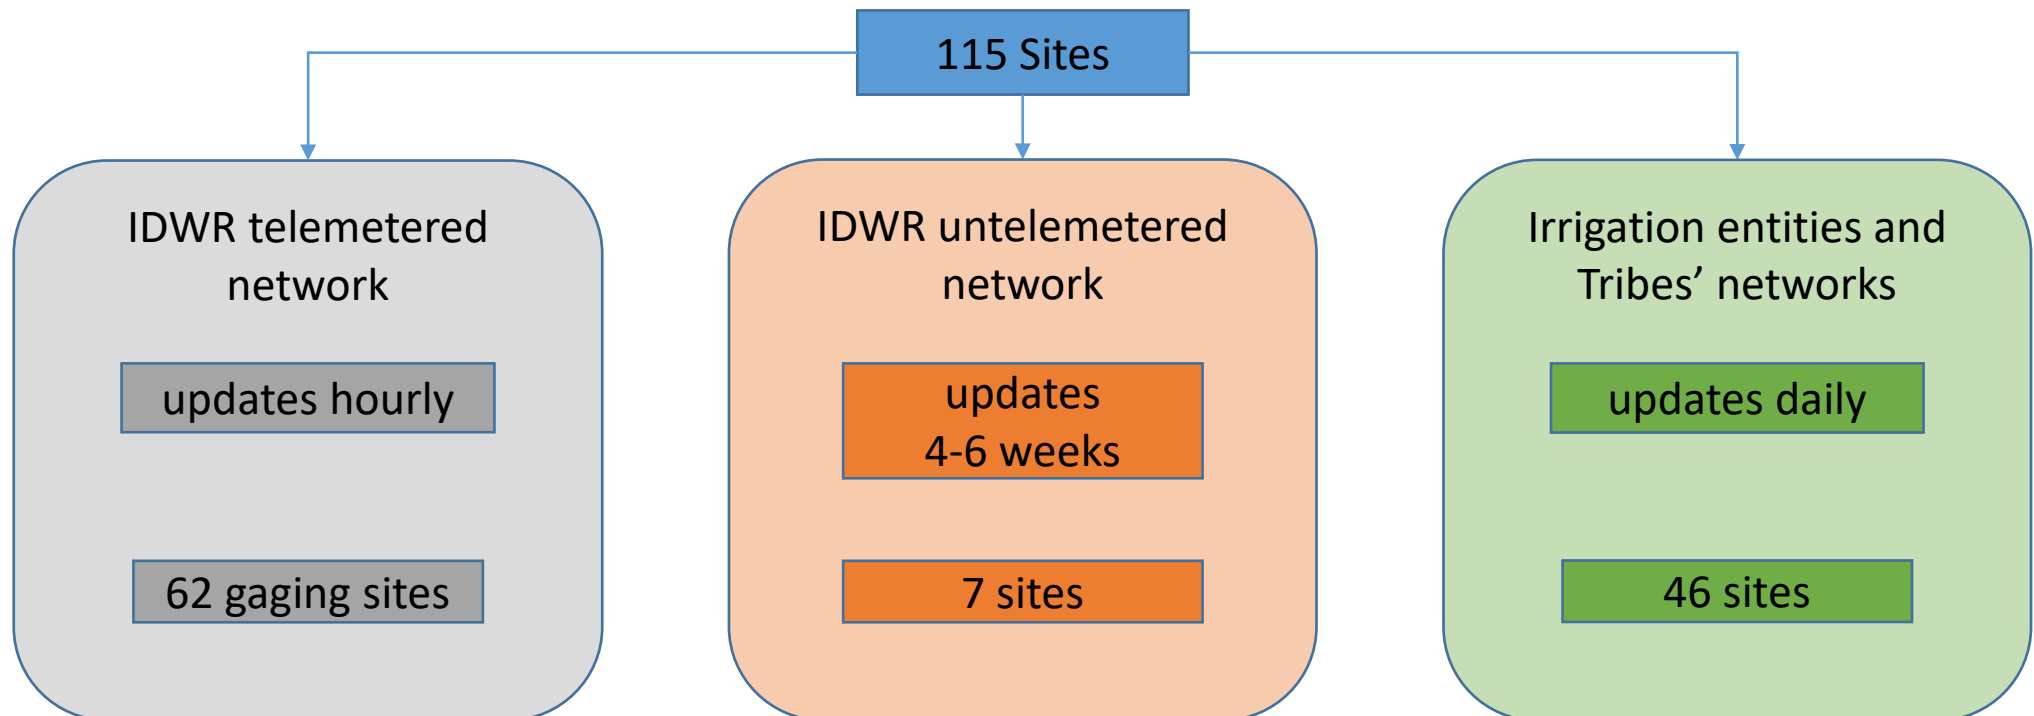 115 Sites
IDWR telemetered
network
updates hourly
62 gaging sites
IDWR untelemetered
network
updates
4-6 weeks
7 sites
Irrigation entities and
Tribes’ networks
updates daily
46 sites